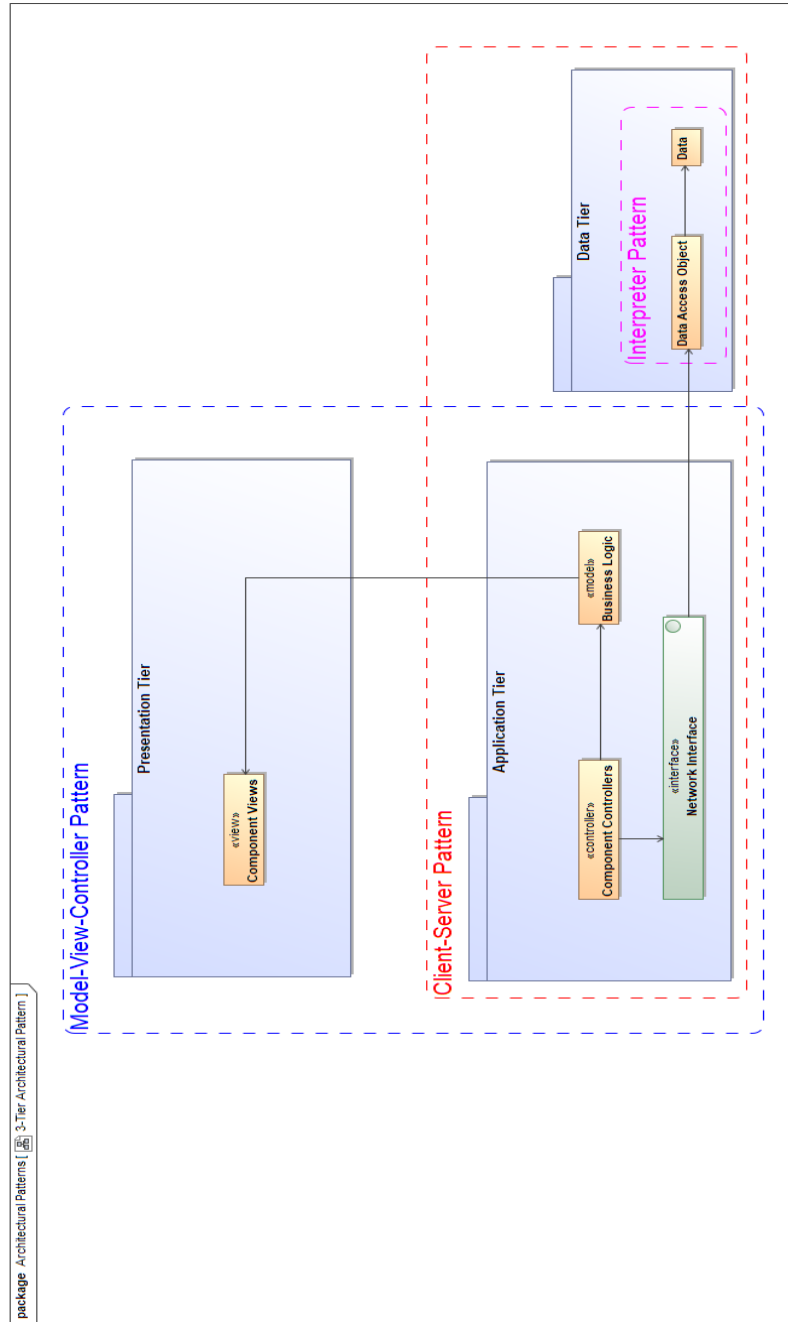 package Architectural Patterns [ 3-Tier Architectural Pattern ]
Model-View-Controller Pattern
Presentation Tier
«view»
Component Views
Client-Server Pattern
Application Tier
«controller»
Component Controllers
«model»
Business Logic
«interface»
Network Interface
Data Tier
Interpreter Pattern
Data Access Object
Data